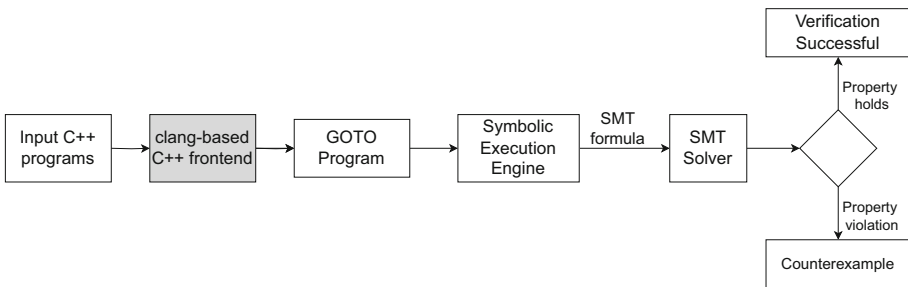 Input C++
programs
clang-based
C++ frontend
GOTO
Program
Symbolic
Execution
Engine
SMT
formula
SMT
Solver
Property
holds
Verification
Successful
Property
violation
Counterexample